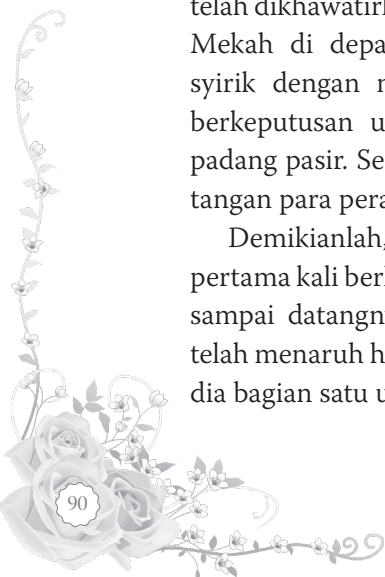 telah dikhawatirk
Mekah di depa
syirik dengan
berkeputusan
padang pasir. Se
tangan para pera
Demikianlah,
pertama kali berl
sampai datangn
telah menaruh h
dia bagian satu u
90